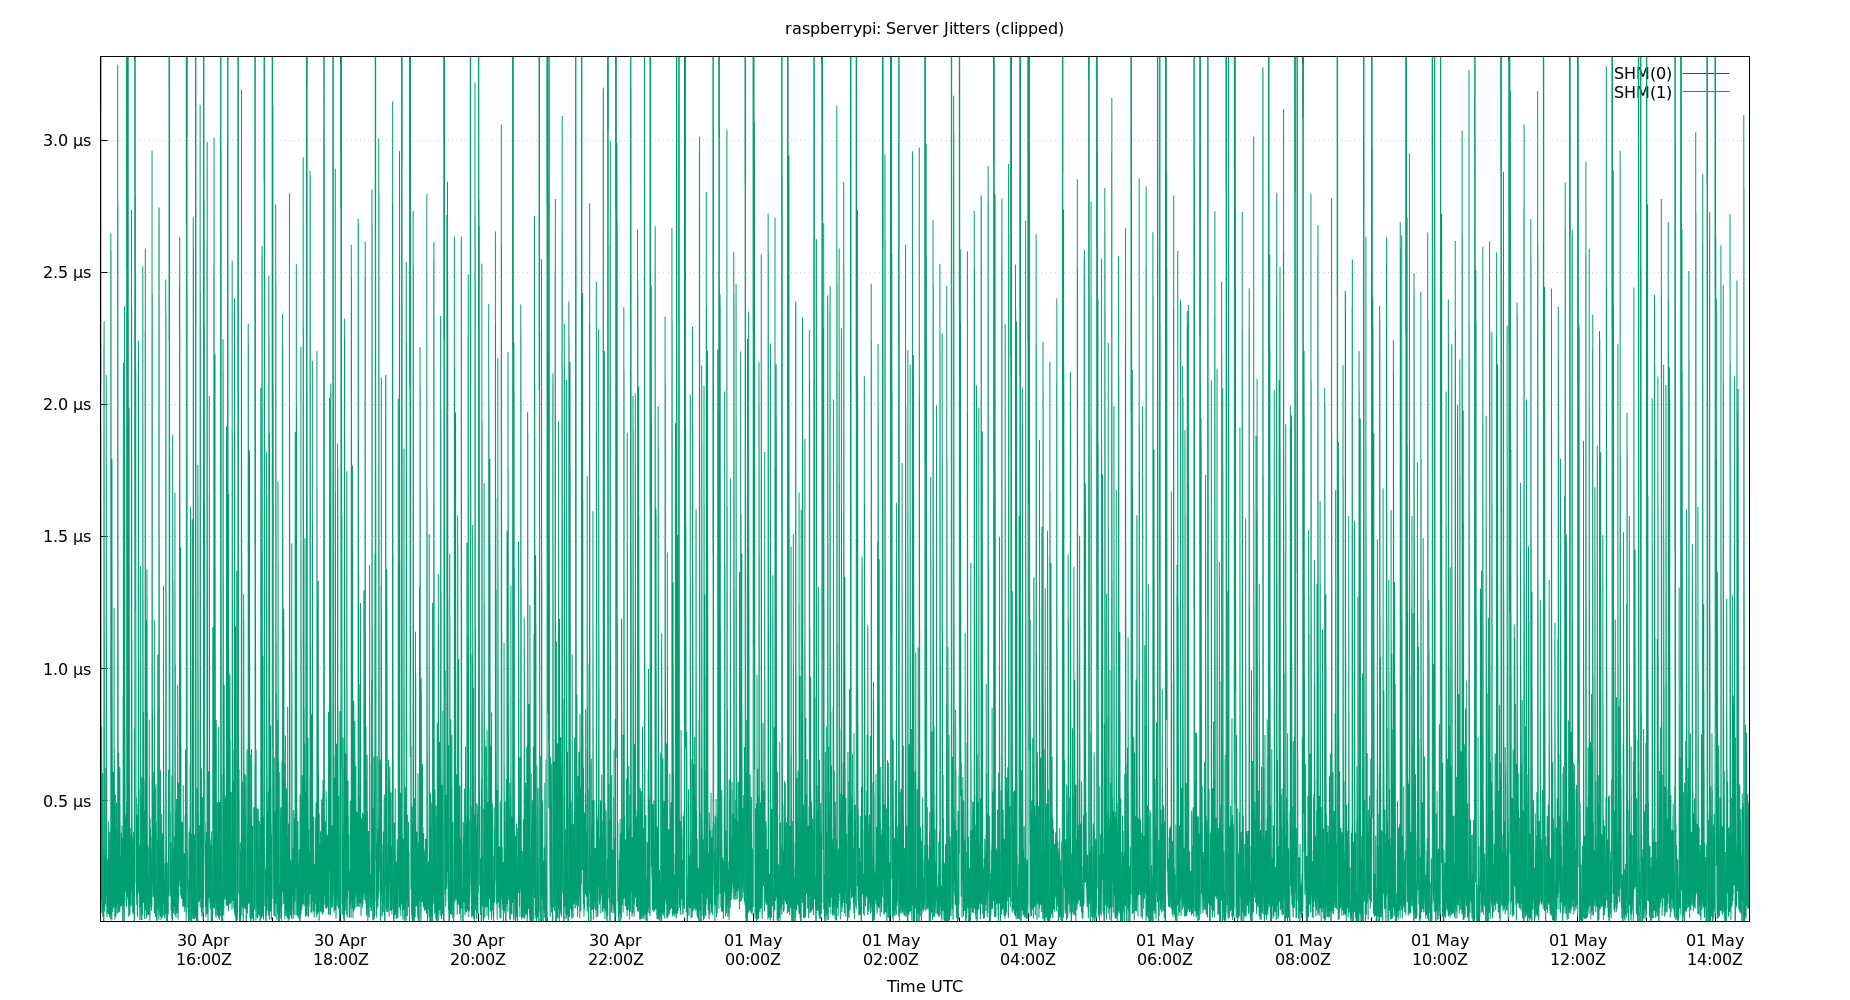 raspberrypi: Server Jitters (clipped)
SHM(0)
SHM(1)
3.0 µs
2.5 µs
2.0 µs
1.5 µs
1.0 µs
0.5 µs
30 Apr 30 Apr 30 Apr 30 Apr 01 May 01 May 01 May 01 May 01 May 01 May 01 May 01 May
16:00Z 18:00Z 20:00Z 22:00Z 00:00Z 02:00Z 04:00Z 06:00Z 08:00Z 10:00Z 12:00Z 14:00Z
Time UTC